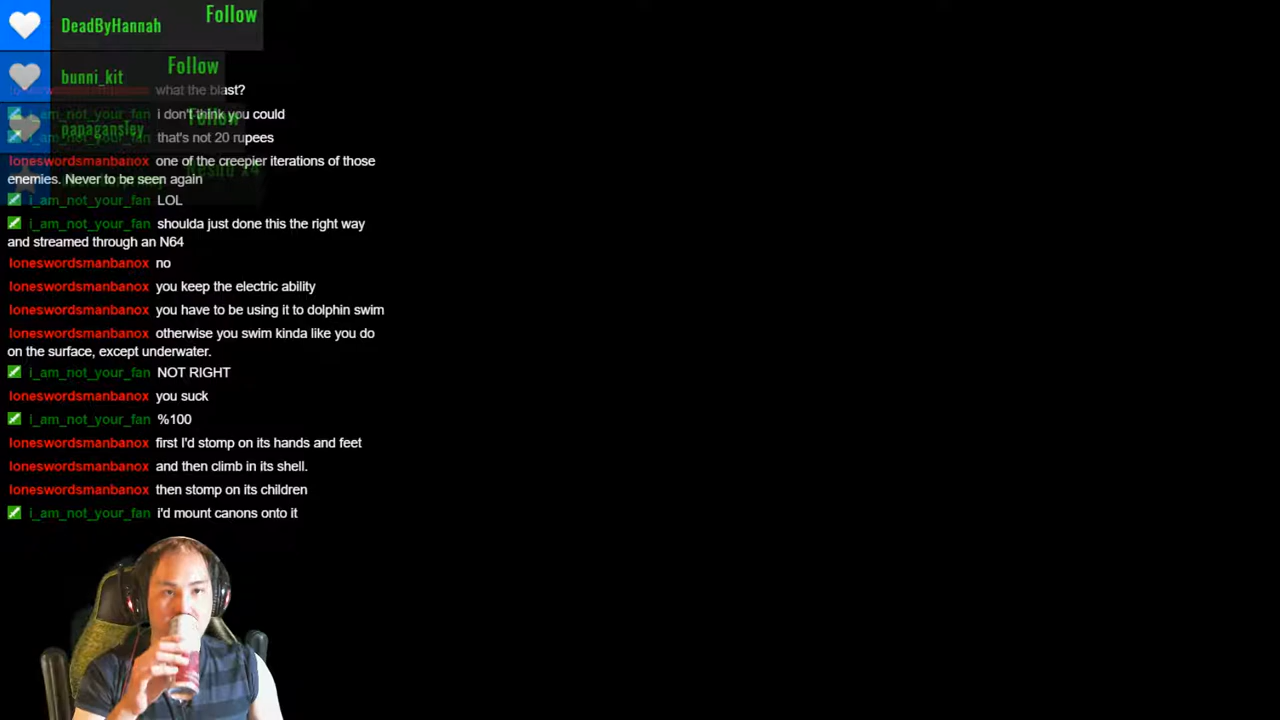 DeadByHannah Follow
bunni_kit Follow
what the blast?
i_am_not_your_fan i don't think you could
papagansley Follow
i_am_not_your_fan that's not 20 rupees
loneswordsmanbanox one of the creepier iterations of those
enemies. Never to be seen again
i_am_not_your_fan LOL
i_am_not_your_fan shoulda just done this the right way
and streamed through an N64
loneswordsmanbanox no
loneswordsmanbanox you keep the electric ability
loneswordsmanbanox you have to be using it to dolphin swim
loneswordsmanbanox otherwise you swim kinda like you do
on the surface, except underwater.
i_am_not_your_fan NOT RIGHT
loneswordsmanbanox you suck
i_am_not_your_fan %100
loneswordsmanbanox first I'd stomp on its hands and feet
loneswordsmanbanox and then climb in its shell.
loneswordsmanbanox then stomp on its children
i_am_not_your_fan i'd mount canons onto it